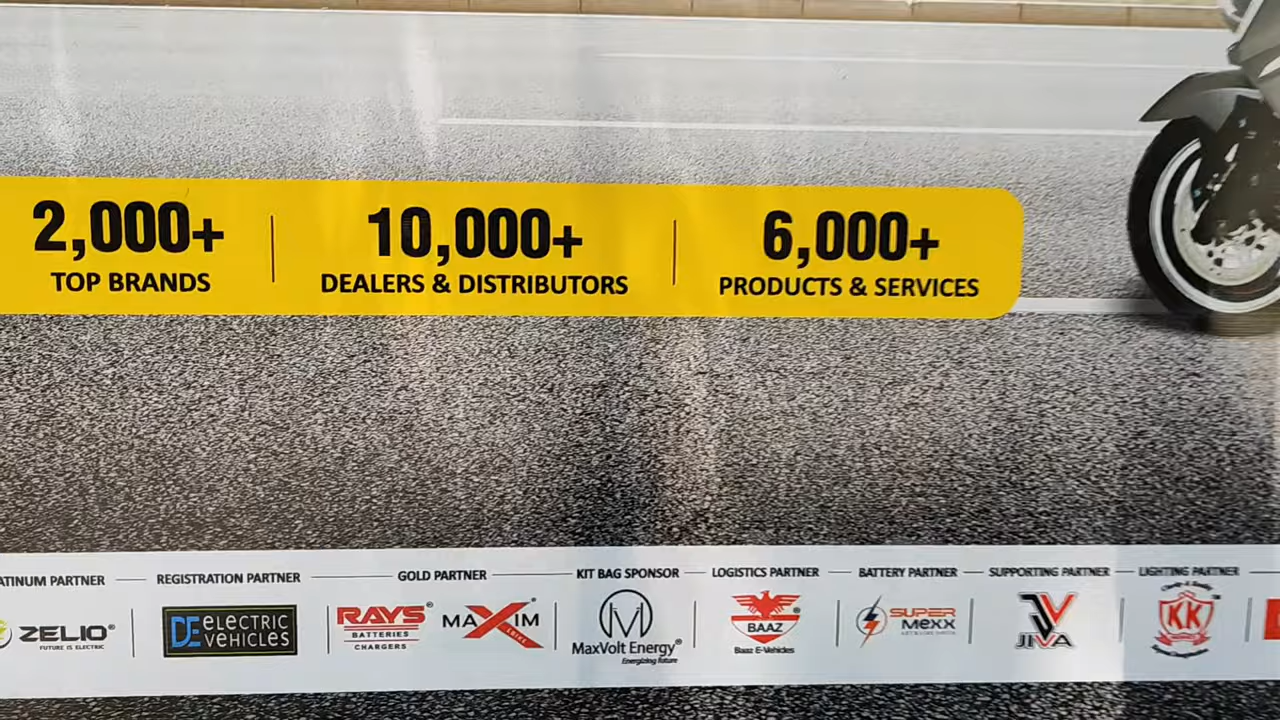 2,000+
TOP BRANDS
10,000+
DEALERS & DISTRIBUTORS
6,000+
PRODUCTS & SERVICES
ATINUM PARTNER
ZELIO®
FUTURE IS ELECTRIC
REGISTRATION PARTNER
DE ELECTRIC
VEHICLES
GOLD PARTNER
RAYS®
BATTERIES
CHARGERS
MAXIM
KIT BAG SPONSOR
MaxVolt Energy®
Energizing future
LOGISTICS PARTNER
BAAZ
Baaz E-Vehicles
BATTERY PARTNER
SUPER
MEXX
SUPPORTING PARTNER
JIVA
LIGHTING PARTNER
KK